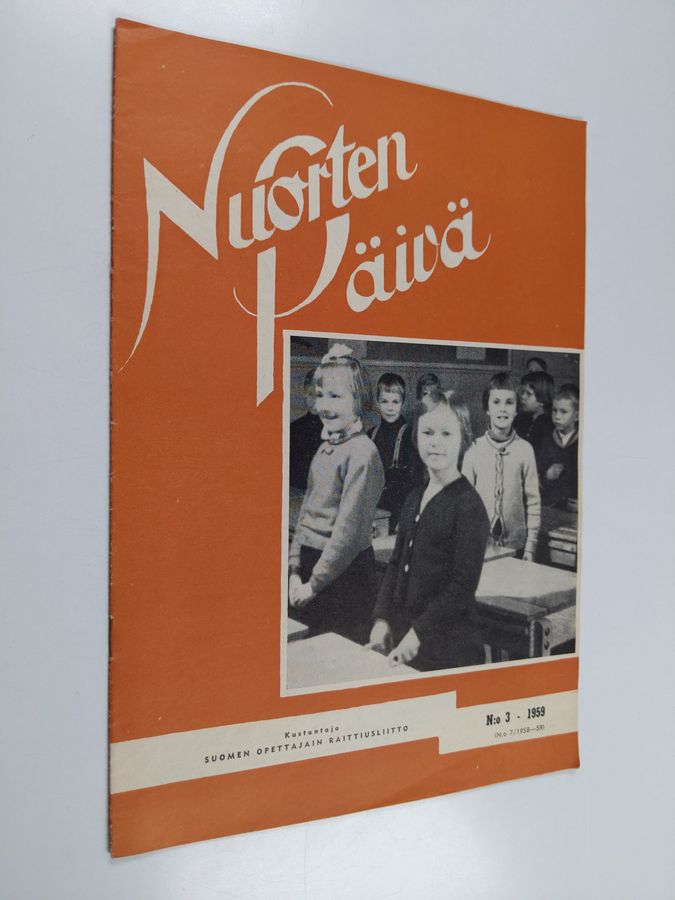 Nuorten
Päivä
Kustantaja
SUOMEN OPETTAJAIN RAITTIUSLIITTO
N:o 3 - 1959
(N:o 7/1958—59)